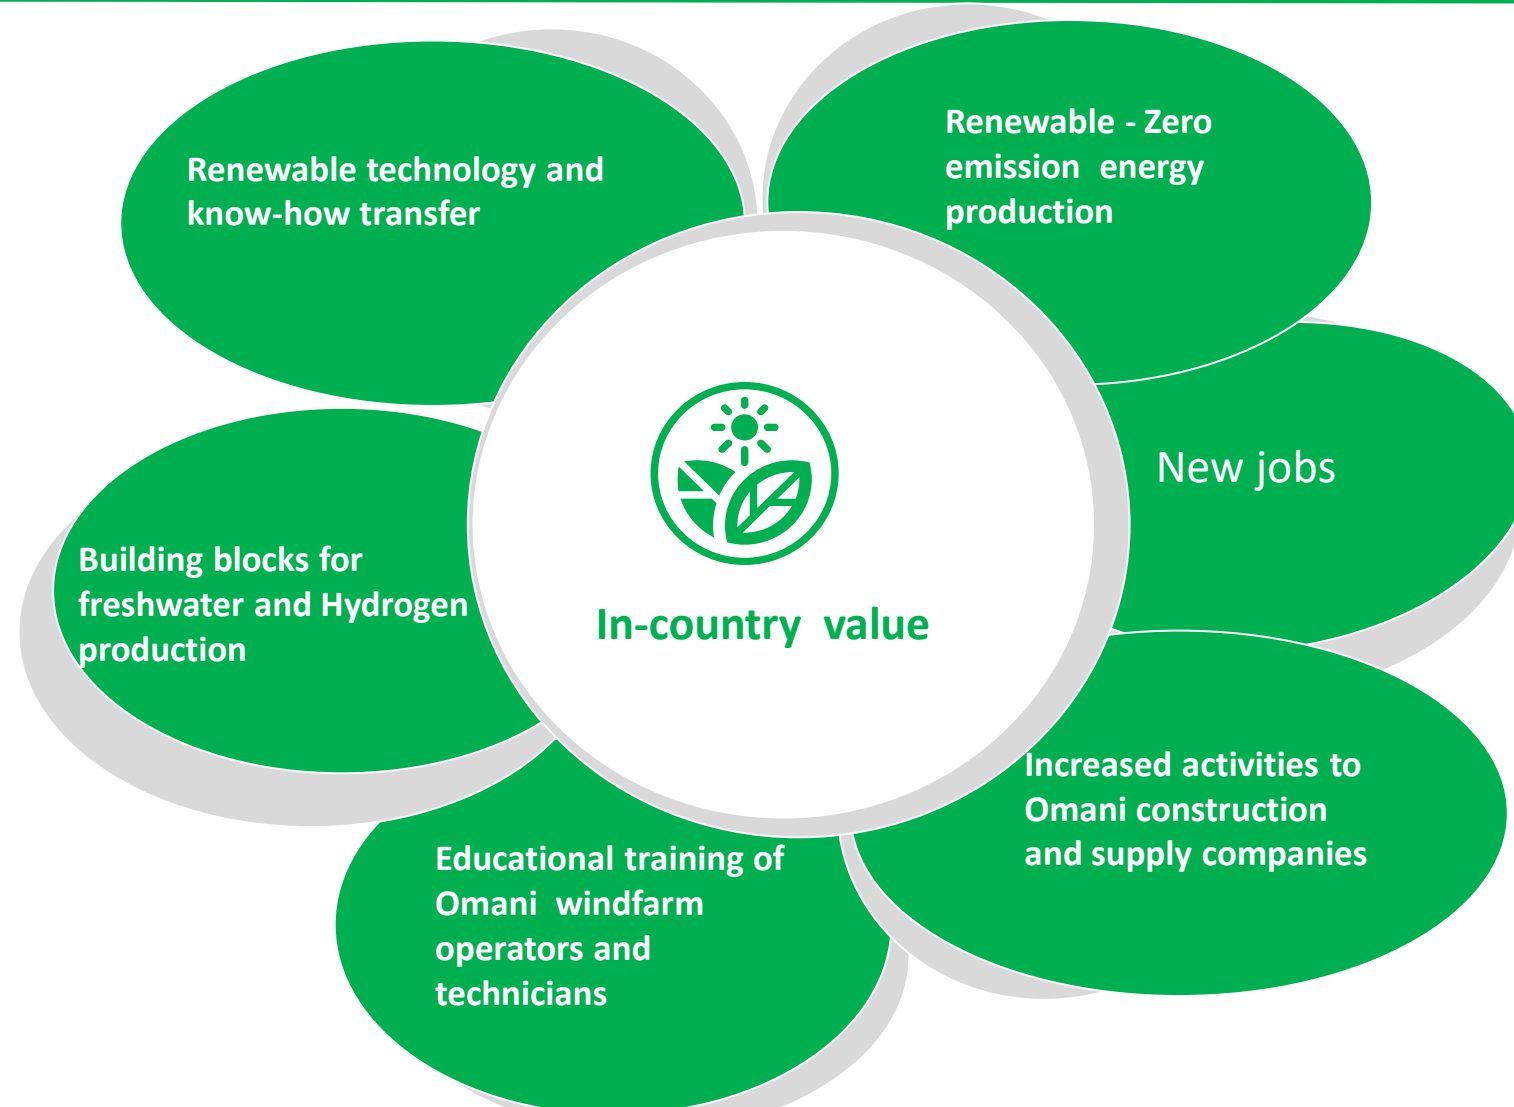 Renewable technology and
know-how transfer
Renewable - Zero
emission energy
production
New jobs
Building blocks for
freshwater and Hydrogen
production
In-country value
Increased activities to
Omani construction
and supply companies
Educational training of
Omani windfarm
operators and
technicians